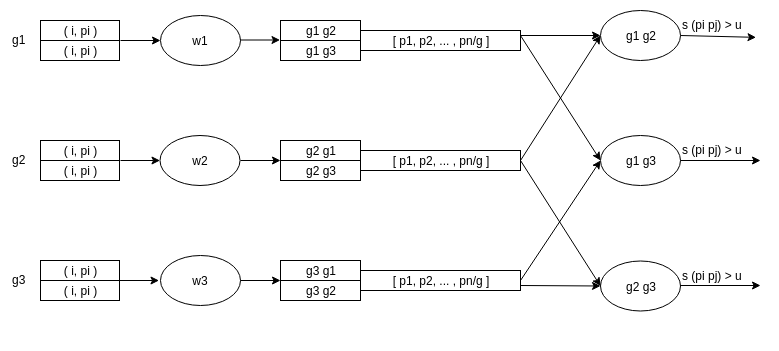 g1
( i, pi )
( i, pi )
w1
g1 g2
g1 g3
[ p1, p2, ... , pn/g ]
g1 g2
s (pi pj) > u
g2
( i, pi )
( i, pi )
w2
g2 g1
g2 g3
[ p1, p2, ... , pn/g ]
g1 g3
s (pi pj) > u
g3
( i, pi )
( i, pi )
w3
g3 g1
g3 g2
[ p1, p2, ... , pn/g ]
g2 g3
s (pi pj) > u